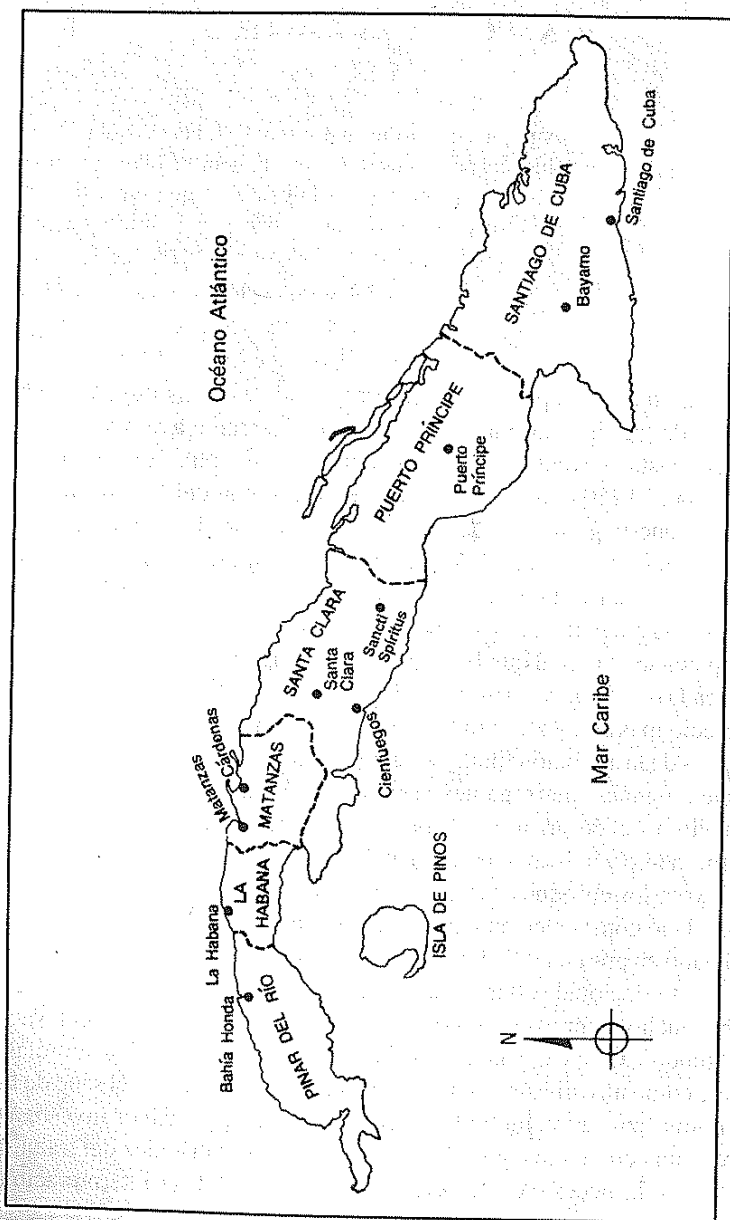 Océano Atlántico
Bahía Honda
La Habana
Matanzas
Cárdenas
PINAR DEL RÍO
LA
HABANA
MATANZAS
SANTA CLARA
Santa
Clara
Cienfuegos
Sancti
Spíritus
PUERTO PRÍNCIPE
Puerto
Príncipe
SANTIAGO DE CUBA
Bayamo
Santiago de Cuba
ISLA DE PINOS
Mar Caribe
N